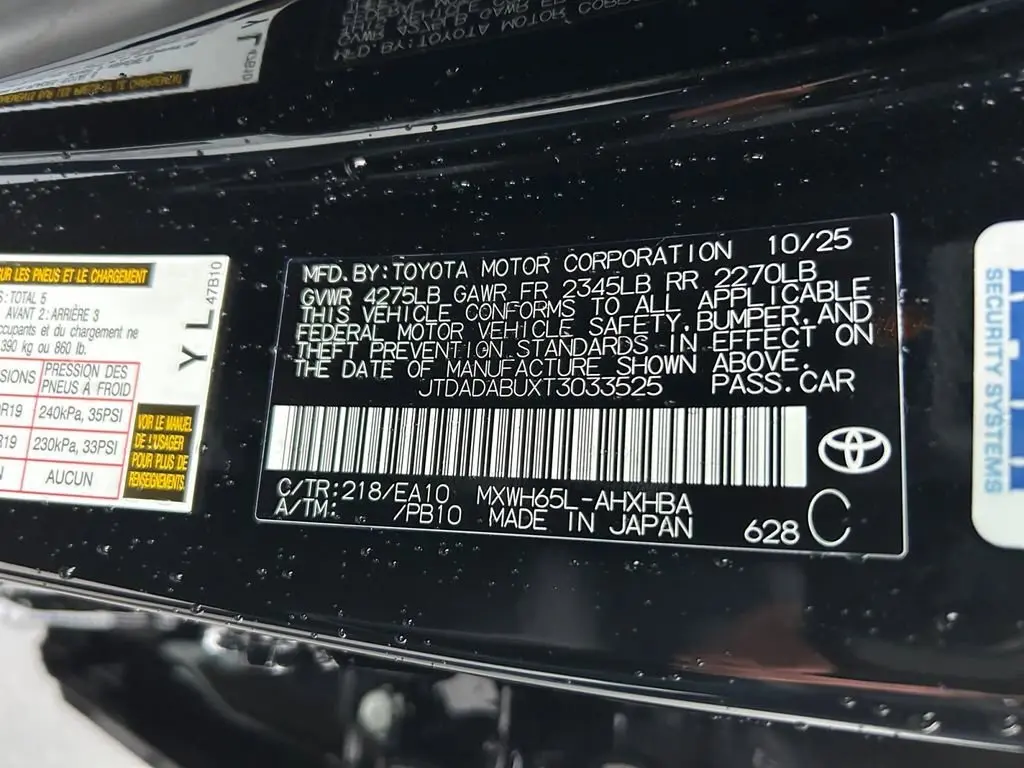 UR LES PNEUS ET LE CHARGEMENT
S: TOTAL 5
AVANT 2: ARRIÈRE 3
ccupants et du chargement ne
390 kg ou 860 lb.
SIONS PRESSION DES PNEUS À FROID
R19 240kPa, 35PSI
R19 230kPa, 33PSI
N AUCUN
VOIR LE MANUEL
DE L'USAGER
POUR PLUS DE
RENSEIGNEMENTS
Y L 47B10
MFD.BY:TOYOTA MOTOR CORPORATION 10/25
GVWR 4275LB GAWR FR 2345LB RR 2270LB
THIS VEHICLE CONFORMS TO ALL APPLICABLE
FEDERAL MOTOR VEHICLE SAFETY,BUMPER,AND
THEFT PREVENTION STANDARDS IN EFFECT ON
THE DATE OF MANUFACTURE SHOWN ABOVE.
JTDADABUXT3033525 PASS.CAR
C/TR:218/EA10 MXWH65L-AHXHBA
A/TM: /PB10 MADE IN JAPAN 628 C
SECURITY SYSTEMS